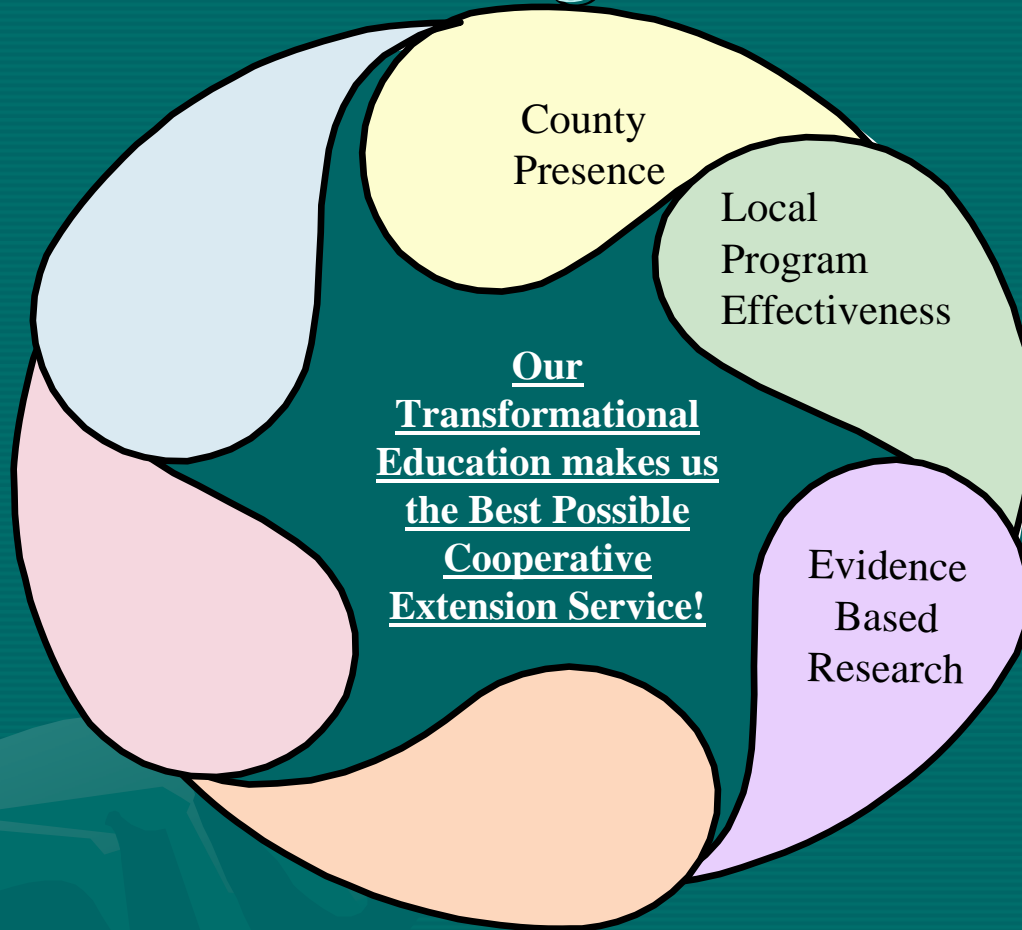 County
Presence
Local
Program
Effectiveness
Our
Transformational
Education makes us
the Best Possible
Cooperative
Extension Service!
Evidence
Based
Research